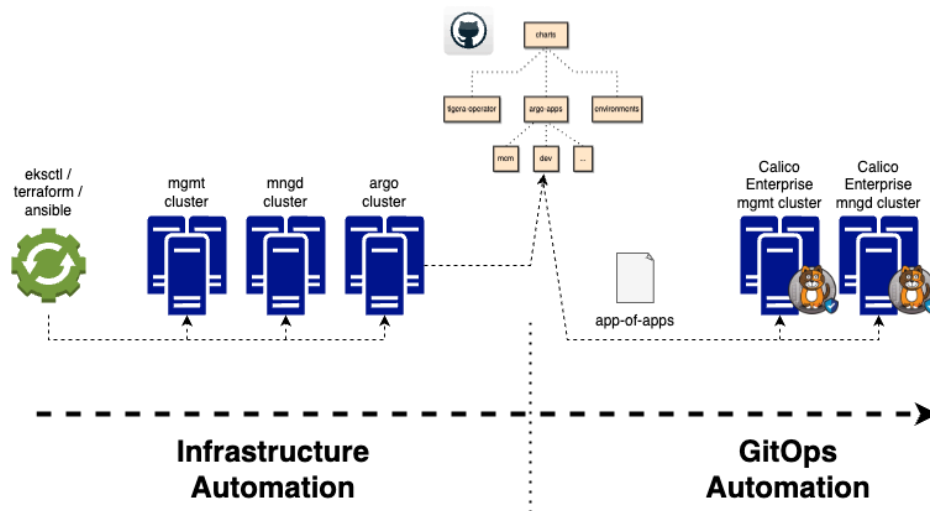 charts
tigera-operator
argo-apps
environments
mcm
dev
...
eksctl /
terraform /
ansible
mgmt
cluster
mngd
cluster
argo
cluster
Calico
Enterprise
mgmt cluster
Calico
Enterprise
mngd cluster
app-of-apps
Infrastructure
Automation
GitOps
Automation